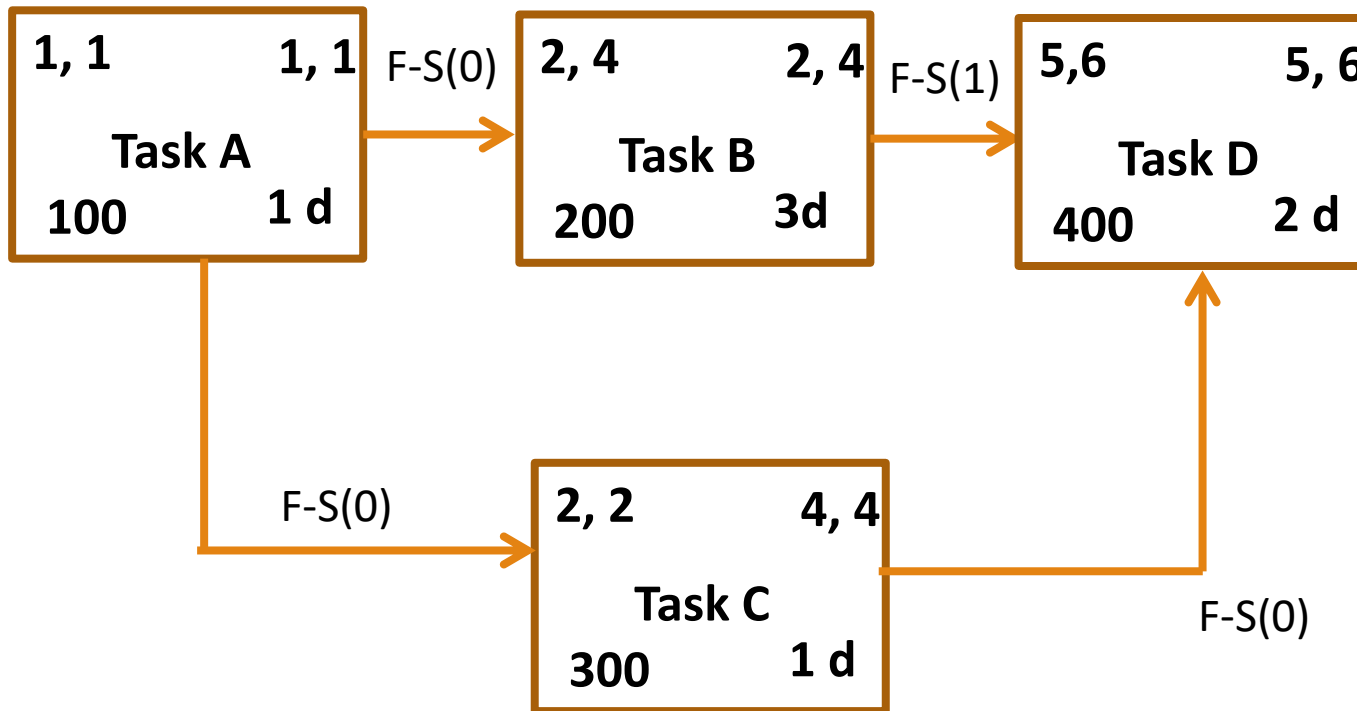 1, 1
1, 1
Task A
100
1 d
F-S(0)
2, 4
2, 4
Task B
200
3d
F-S(1)
5,6
5, 6
Task D
400
2 d
F-S(0)
2, 2
4, 4
Task C
300
1 d
F-S(0)